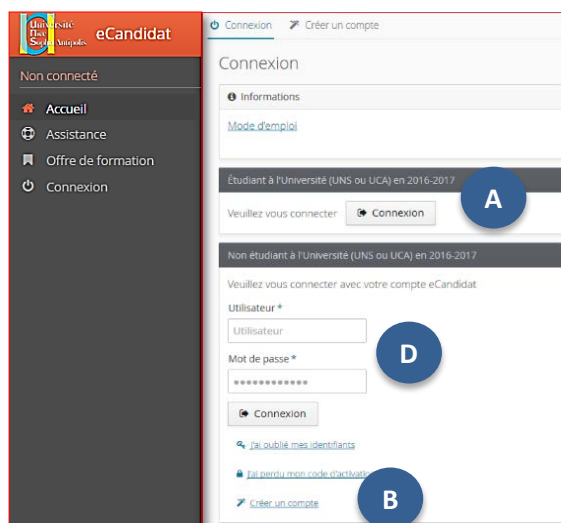 Université
Nice
Sophia Antipolis
eCandidat
Non connecté
Accueil
Assistance
Offre de formation
Connexion
Connexion
Créer un compte
Connexion
Informations
Mode d'emploi
Étudiant à l'Université (UNS ou UCA) en 2016-2017
A
Veuillez vous connecter
Connexion
Non étudiant à l'Université (UNS ou UCA) en 2016-2017
Veuillez vous connecter avec votre compte eCandidat
Utilisateur *
Utilisateur
D
Mot de passe *
••••••••••••
Connexion
J'ai oublié mes identifiants
J'ai perdu mon code d'activation
B
Créer un compte